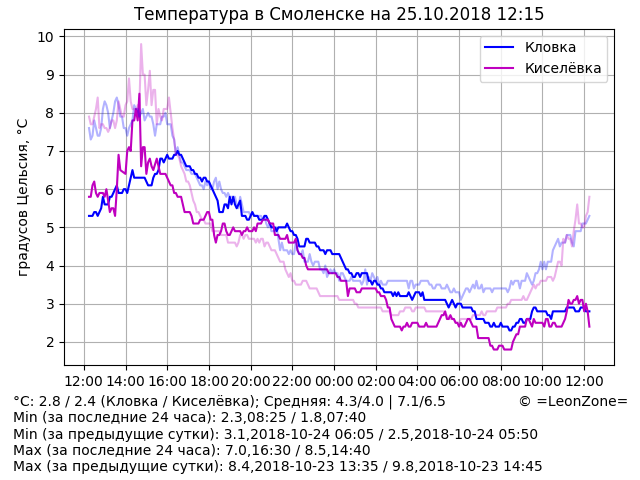 Температура в Смоленске на 25.10.2018 12:15
Кловка
Киселёвка
градусов Цельсия, °C
10
9
8
7
6
5
4
3
2
12:00 14:00 16:00 18:00 20:00 22:00 00:00 02:00 04:00 06:00 08:00 10:00 12:00
°C: 2.8 / 2.4 (Кловка / Киселёвка); Средняя: 4.3/4.0 | 7.1/6.5 © =LeonZone=
Min (за последние 24 часа): 2.3,08:25 / 1.8,07:40
Min (за предыдущие сутки): 3.1,2018-10-24 06:05 / 2.5,2018-10-24 05:50
Max (за последние 24 часа): 7.0,16:30 / 8.5,14:40
Max (за предыдущие сутки): 8.4,2018-10-23 13:35 / 9.8,2018-10-23 14:45